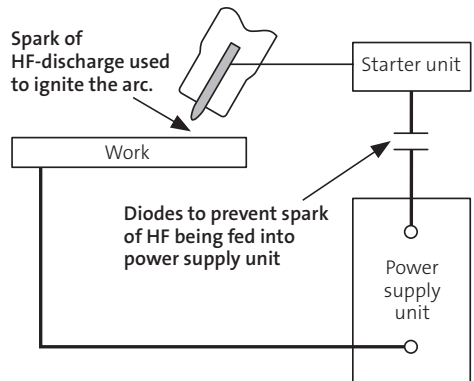 Spark of
HF-discharge used
to ignite the arc.
Starter unit
Work
Diodes to prevent spark
of HF being fed into
power supply unit
Power
supply
unit